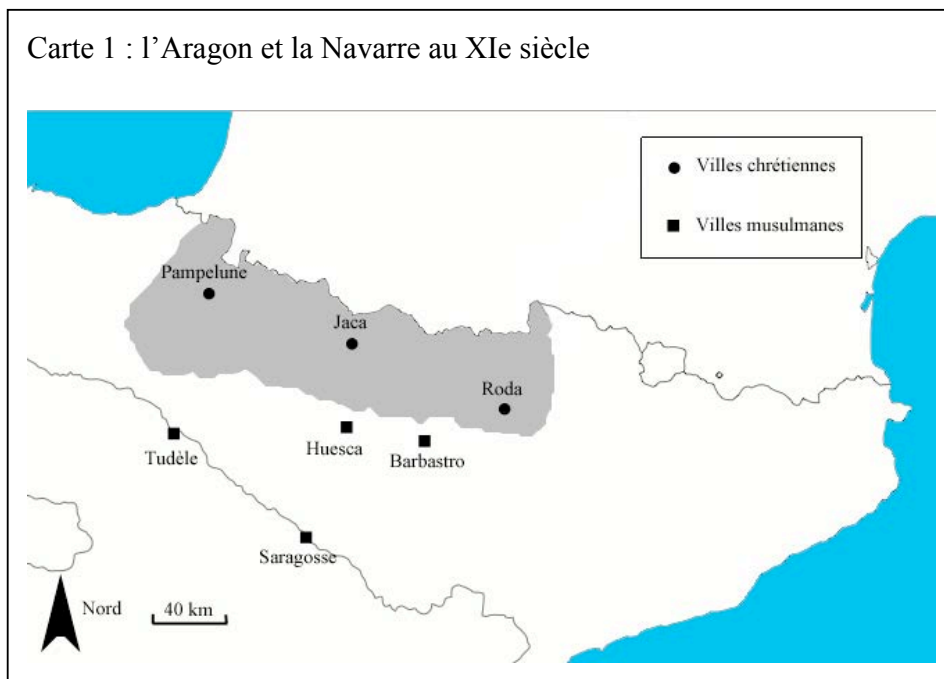 Carte 1 : l’Aragon et la Navarre au XIe siècle
Villes chrétiennes
Villes musulmanes
Pampelune
Jaca
Roda
Tudèle
Huesca
Barbastro
Saragosse
Nord
40 km